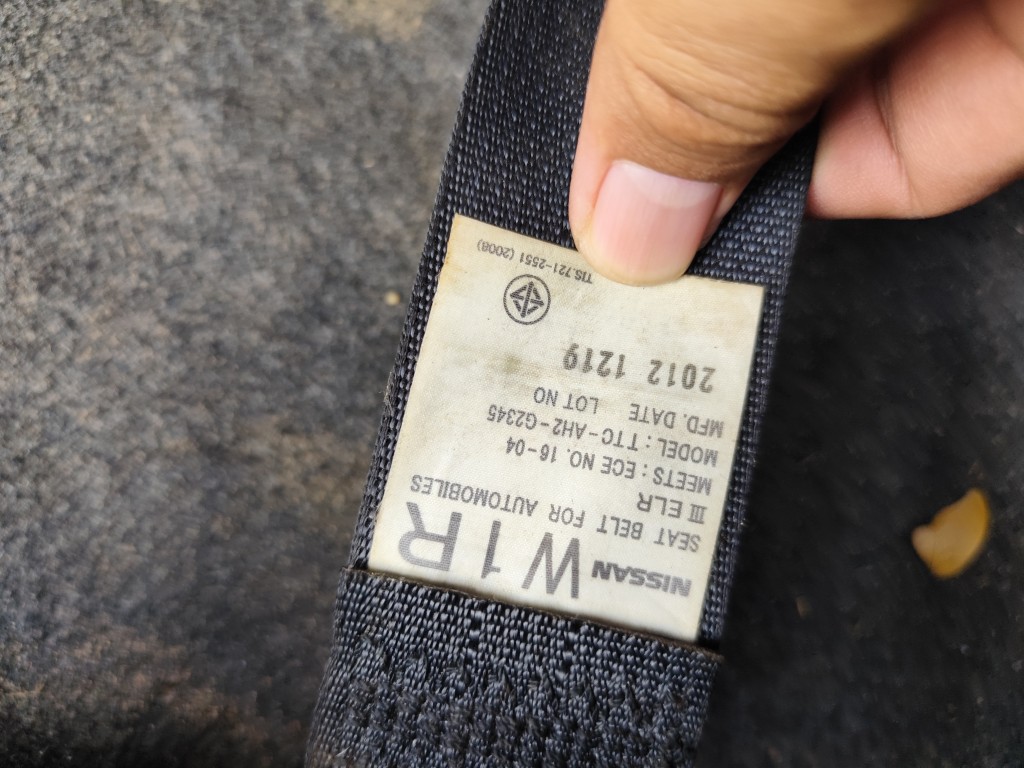 NISSAN W1R
SEAT BELT FOR AUTOMOBILES
III ELR
MEETS : ECE NO. 16-04
MODEL : TTC-AH2-G2345
MFD. DATE LOT NO
2012 1219
TIS.721-2551 (2008)